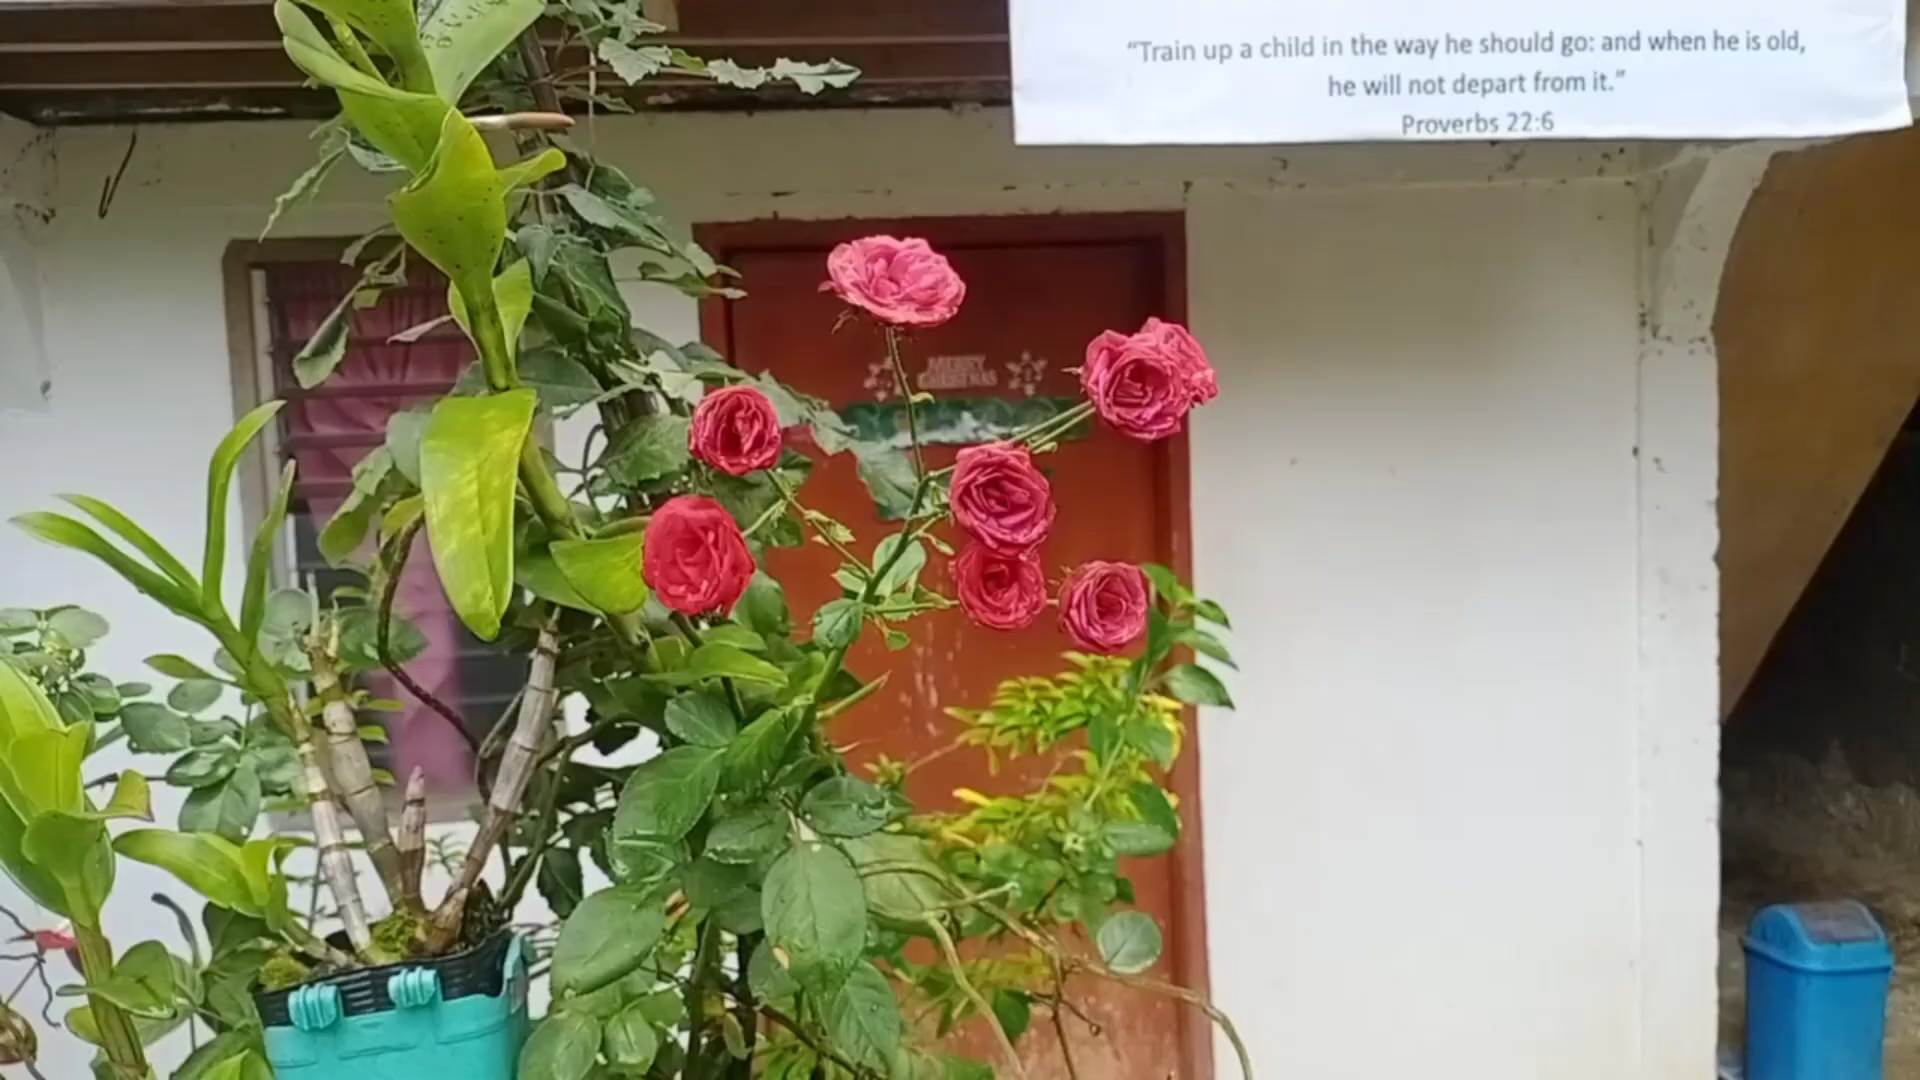 “Train up a child in the way he should go: and when he is old,
he will not depart from it.”
Proverbs 22:6
MERRY
CHRISTMAS